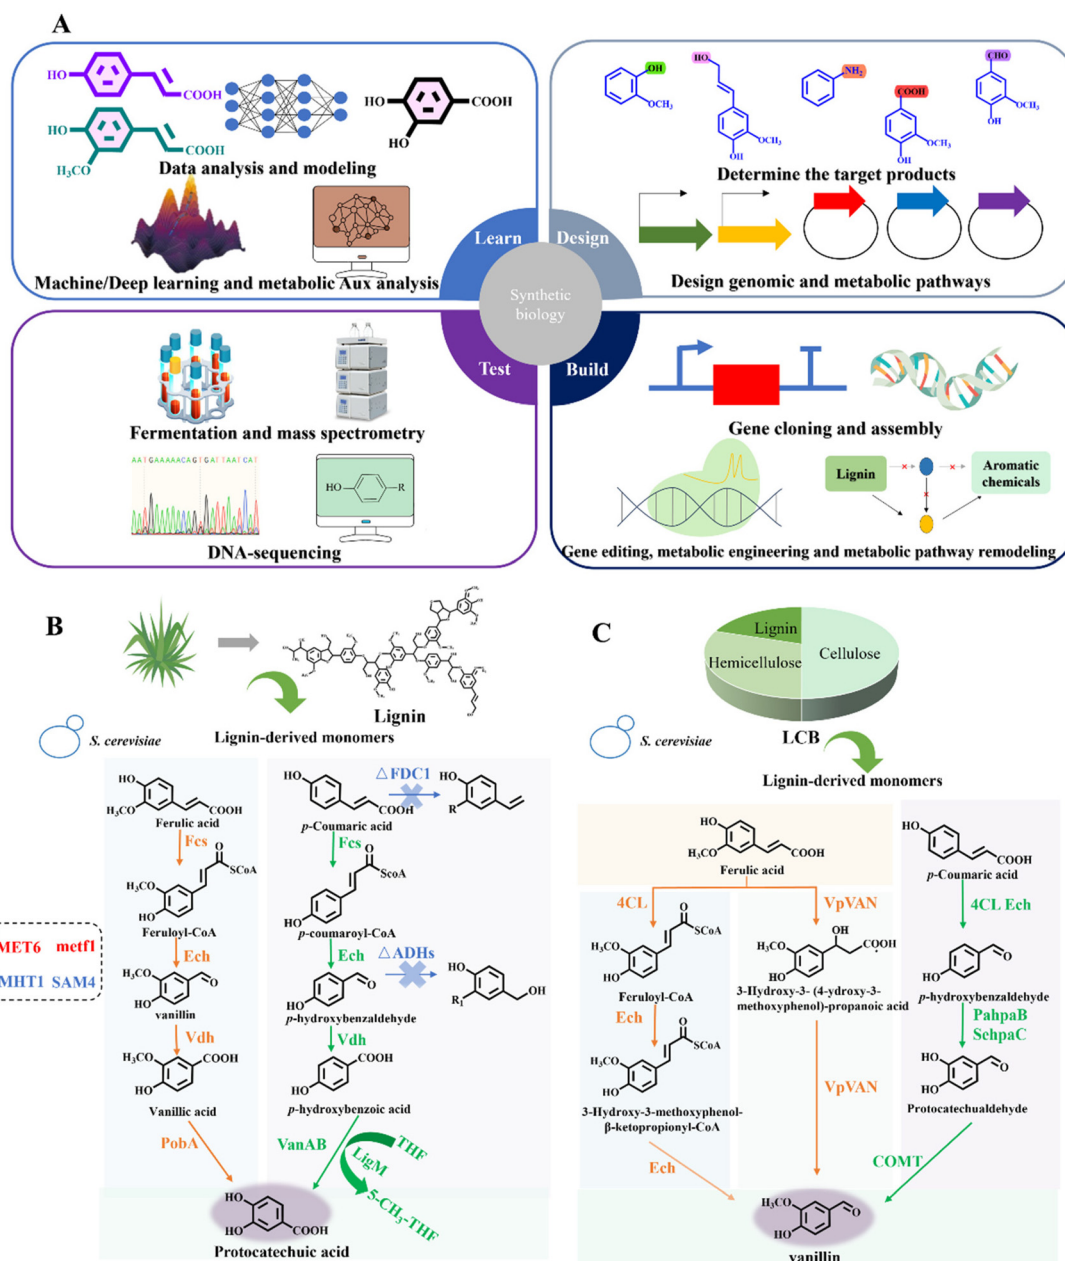 A
HO
COOH
HO
H₃CO
COOH
HO
HO
COOH
Data analysis and modeling
Machine/Deep learning and metabolic Aux analysis
OH
OCH₃
HO
OCH₃
OH
NH₂
COOH
OCH₃
OH
CHO
OCH₃
OH
Determine the target products
Design genomic and metabolic pathways
Learn
Design
Synthetic
biology
Test
Build
Fermentation and mass spectrometry
AATGAAAAACAGTGATTAATCAT
HO
R
DNA-sequencing
Gene cloning and assembly
Lignin
Aromatic
chemicals
Gene editing, metabolic engineering and metabolic pathway remodeling
B
Lignin
Lignin-derived monomers
S. cerevisiae
HO
H₃CO
COOH
Ferulic acid
Fcs
O
SCoA
H₃CO
HO
Feruloyl-CoA
Ech
H₃CO
HO
O
vanillin
Vdh
H₃CO
HO
COOH
Vanillic acid
PobA
MET6 metf1
MHT1 SAM4
HO
COOH
p-Coumaric acid
△FDC1
HO
R
Fcs
O
ScoA
HO
p-coumaroyl-CoA
Ech
HO
O
p-hydroxybenzaldehyde
△ADHs
HO
R₁
OH
Vdh
HO
COOH
p-hydroxybenzoic acid
VanAB
LigM
THF
5-CH₃-THF
HO
HO
COOH
Protocatechuic acid
C
Lignin
Hemicellulose
Cellulose
LCB
S. cerevisiae
Lignin-derived monomers
HO
H₃CO
COOH
Ferulic acid
4CL
O
SCoA
H₃CO
HO
Feruloyl-CoA
Ech
O
SCoA
H₃CO
HO
3-Hydroxy-3-methoxyphenol-
β-ketopropionyl-CoA
Ech
VpVAN
OH
H₃CO
HO
COOH
3-Hydroxy-3- (4-ydroxy-3-
methoxyphenol)-propanoic acid
VpVAN
HO
COOH
p-Coumaric acid
4CL Ech
HO
O
p-hydroxybenzaldehyde
PahpaB
SehpaC
HO
HO
O
Protocatechualdehyde
COMT
H₃CO
HO
O
vanillin